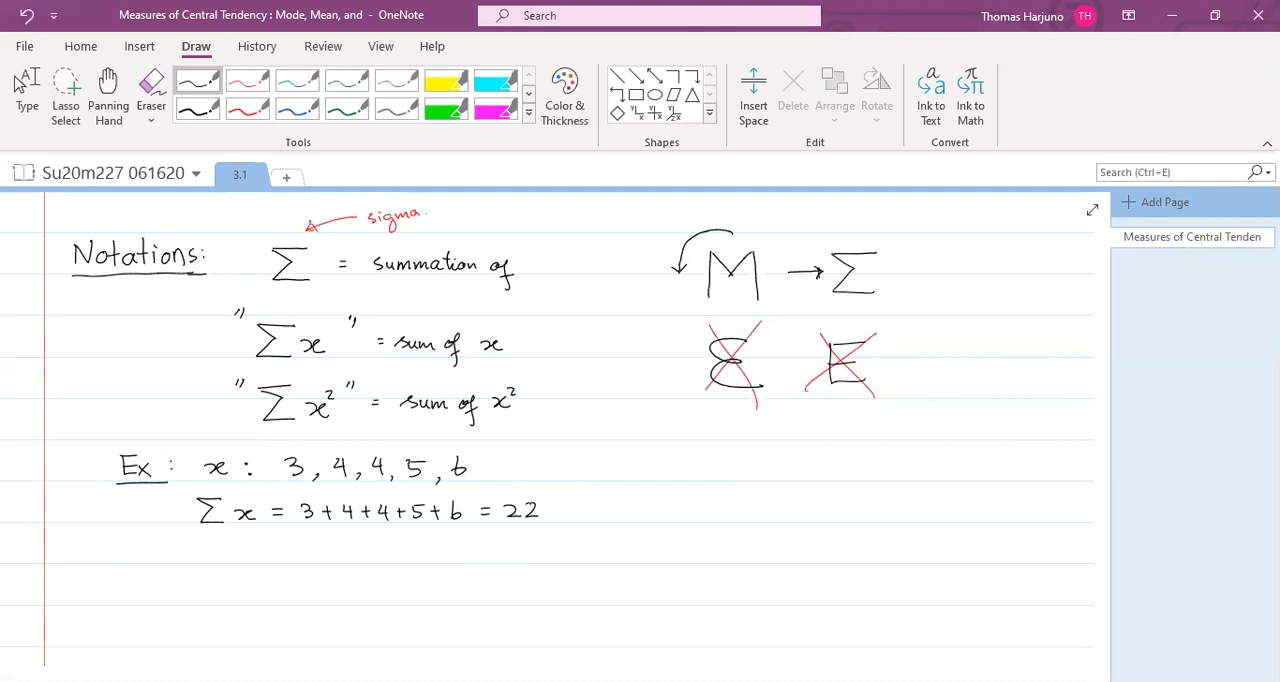 Measures of Central Tendency : Mode, Mean, and - OneNote
Search
Thomas Harjuno TH
File Home Insert Draw History Review View Help
Type
Lasso Select
Panning Hand
Eraser
Color & Thickness
Insert Space
Delete
Arrange
Rotate
Ink to Text
Ink to Math
Tools
Shapes
Edit
Convert
Su20m227 061620
3.1
Search (Ctrl+E)
Add Page
Measures of Central Tenden
sigma.
Notations: Σ = summation of
M → Σ
"Σ x" = sum of x
Ɛ E
"Σ x²" = sum of x²
Ex : x : 3, 4, 4, 5, 6
Σ x = 3 + 4 + 4 + 5 + 6 = 22